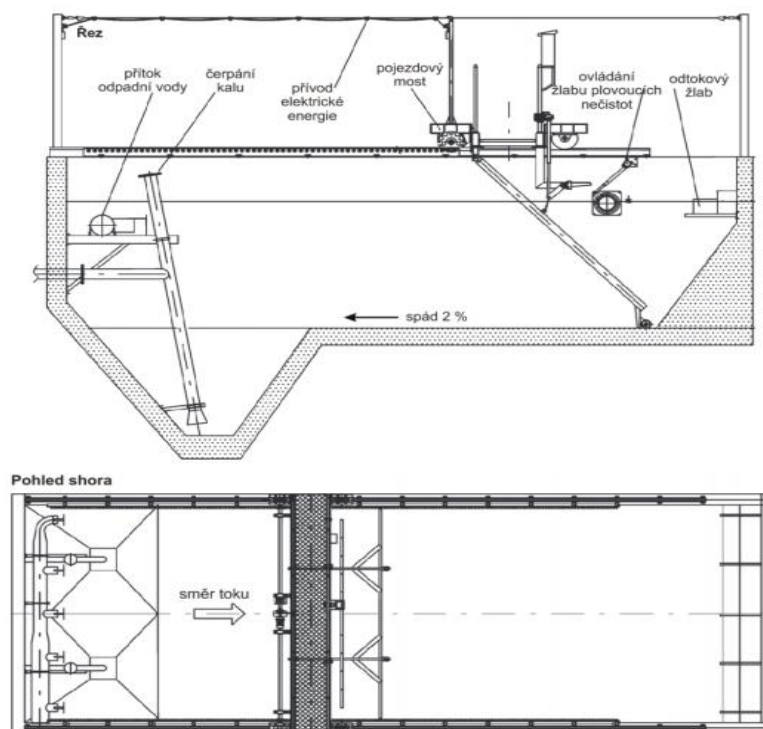 Řez
přítok
odpadní vody
čerpání
kalu
přívod
elektrické
energie
pojezdový
most
ovládání
žlabu plovoucích
nečistot
odtokový
žlab
spád 2 %
Pohled shora
směr toku